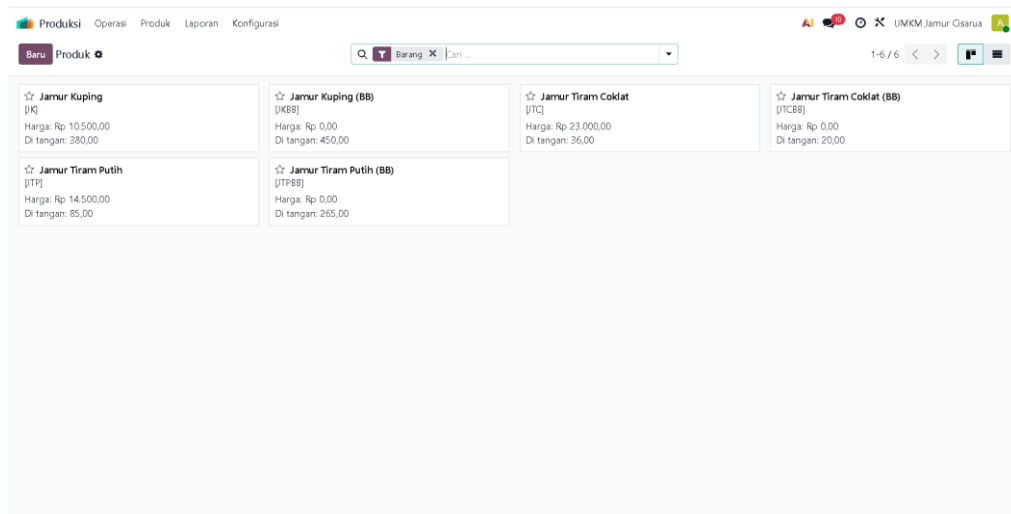 Produksi Operasi Produk Laporan Konfigurasi AI 10 UMKM Jamur Cisarua A
Baru Produk Barang Cari ... 1-6 / 6
Jamur Kuping
[JK]
Harga: Rp 10.500,00
Di tangan: 380,00
Jamur Kuping (BB)
[JKBB]
Harga: Rp 0,00
Di tangan: 450,00
Jamur Tiram Coklat
[JTC]
Harga: Rp 23.000,00
Di tangan: 36,00
Jamur Tiram Coklat (BB)
[JTCBB]
Harga: Rp 0,00
Di tangan: 20,00
Jamur Tiram Putih
[JTP]
Harga: Rp 14.500,00
Di tangan: 85,00
Jamur Tiram Putih (BB)
[JTPBB]
Harga: Rp 0,00
Di tangan: 265,00